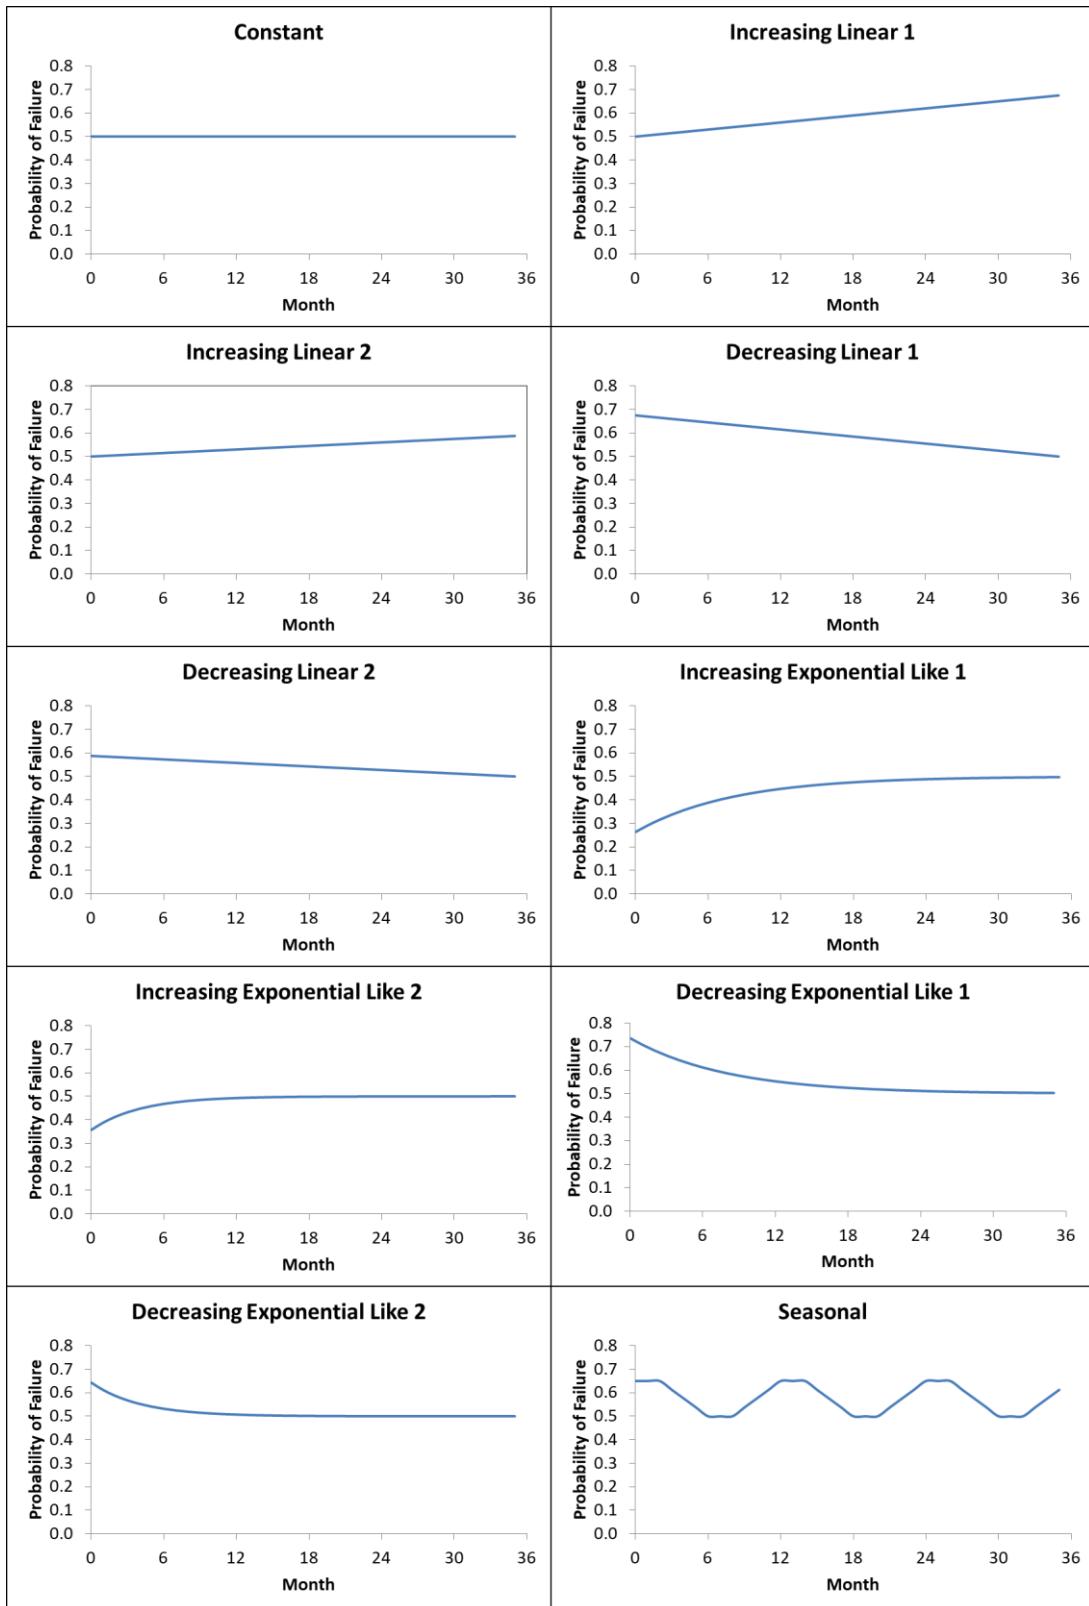 Constant
Probability of Failure
0.8
0.7
0.6
0.5
0.4
0.3
0.2
0.1
0.0
0 6 12 18 24 30 36
Month
Increasing Linear 1
Probability of Failure
0.8
0.7
0.6
0.5
0.4
0.3
0.2
0.1
0.0
0 6 12 18 24 30 36
Month
Increasing Linear 2
Probability of Failure
0.8
0.7
0.6
0.5
0.4
0.3
0.2
0.1
0.0
0 6 12 18 24 30 36
Month
Decreasing Linear 1
Probability of Failure
0.8
0.7
0.6
0.5
0.4
0.3
0.2
0.1
0.0
0 6 12 18 24 30 36
Month
Decreasing Linear 2
Probability of Failure
0.8
0.7
0.6
0.5
0.4
0.3
0.2
0.1
0.0
0 6 12 18 24 30 36
Month
Increasing Exponential Like 1
Probability of Failure
0.8
0.7
0.6
0.5
0.4
0.3
0.2
0.1
0.0
0 6 12 18 24 30 36
Month
Increasing Exponential Like 2
Probability of Failure
0.8
0.7
0.6
0.5
0.4
0.3
0.2
0.1
0.0
0 6 12 18 24 30 36
Month
Decreasing Exponential Like 1
Probability of Failure
0.8
0.7
0.6
0.5
0.4
0.3
0.2
0.1
0.0
0 6 12 18 24 30 36
Month
Decreasing Exponential Like 2
Probability of Failure
0.8
0.7
0.6
0.5
0.4
0.3
0.2
0.1
0.0
0 6 12 18 24 30 36
Month
Seasonal
Probability of Failure
0.8
0.7
0.6
0.5
0.4
0.3
0.2
0.1
0.0
0 6 12 18 24 30 36
Month